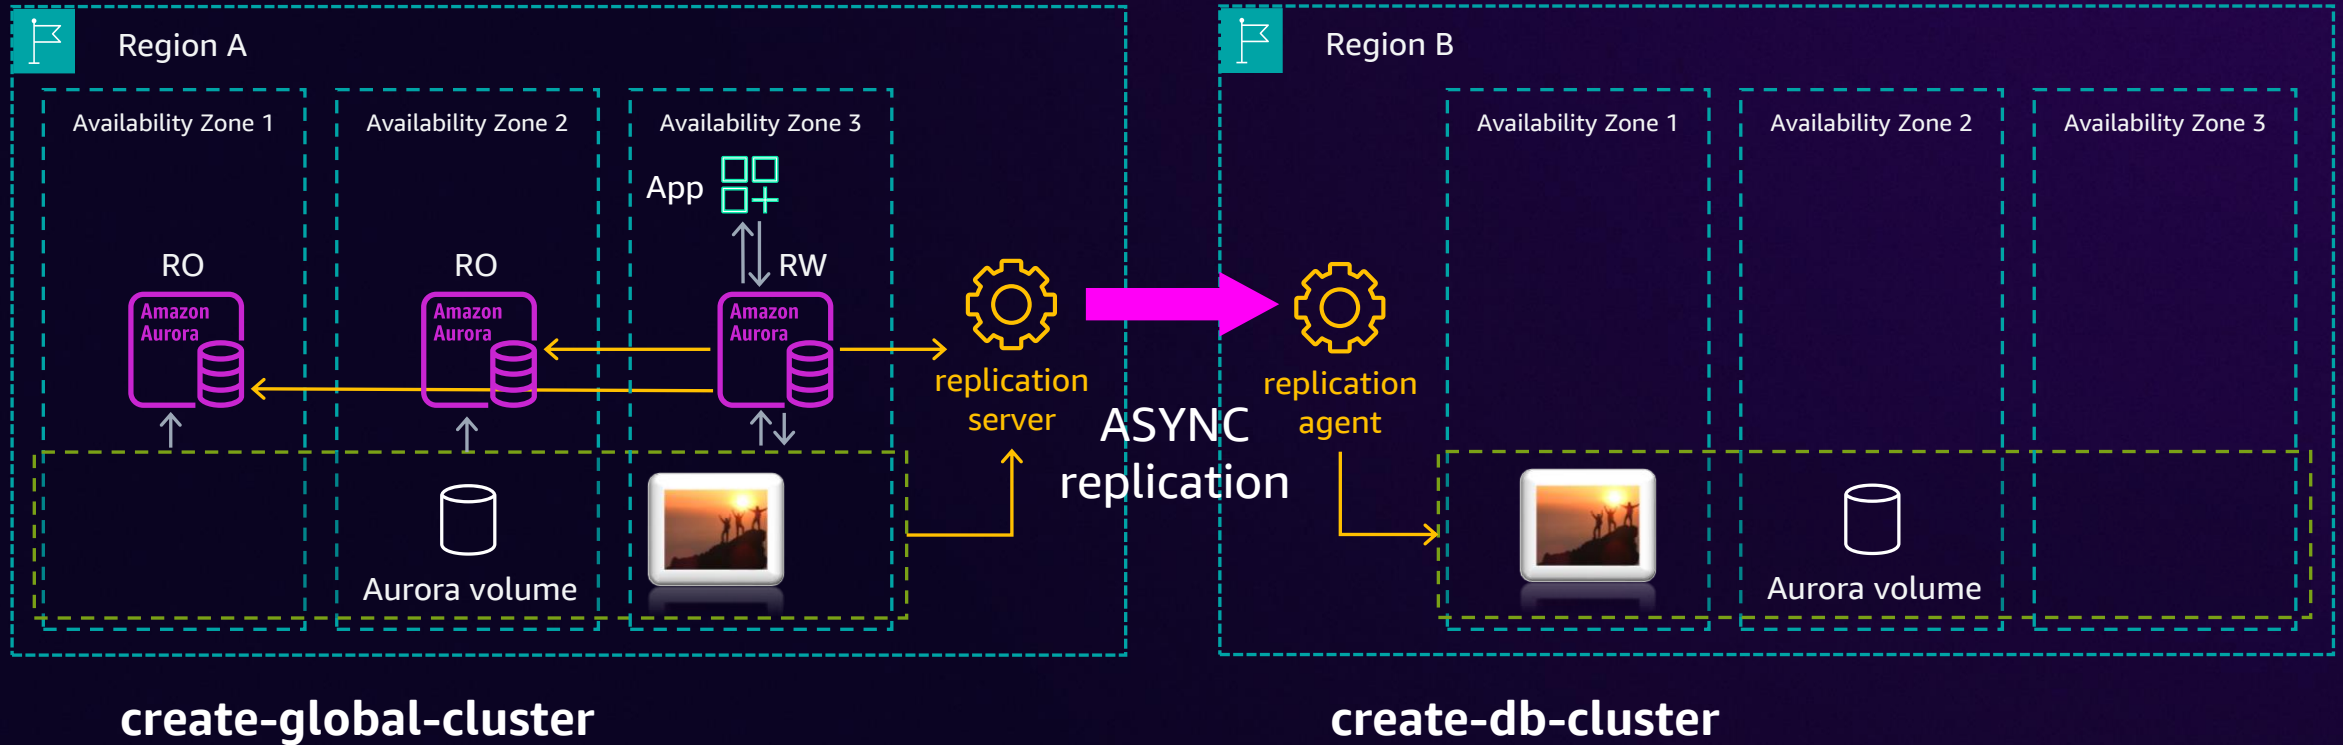 Region A
Availability Zone 1
Availability Zone 2
Availability Zone 3
App
RO
RO
RW
Amazon
Aurora
Amazon
Aurora
Amazon
Aurora
replication
server
Aurora volume
ASYNC
replication
Region B
Availability Zone 1
Availability Zone 2
Availability Zone 3
replication
agent
Aurora volume
create-global-cluster
create-db-cluster